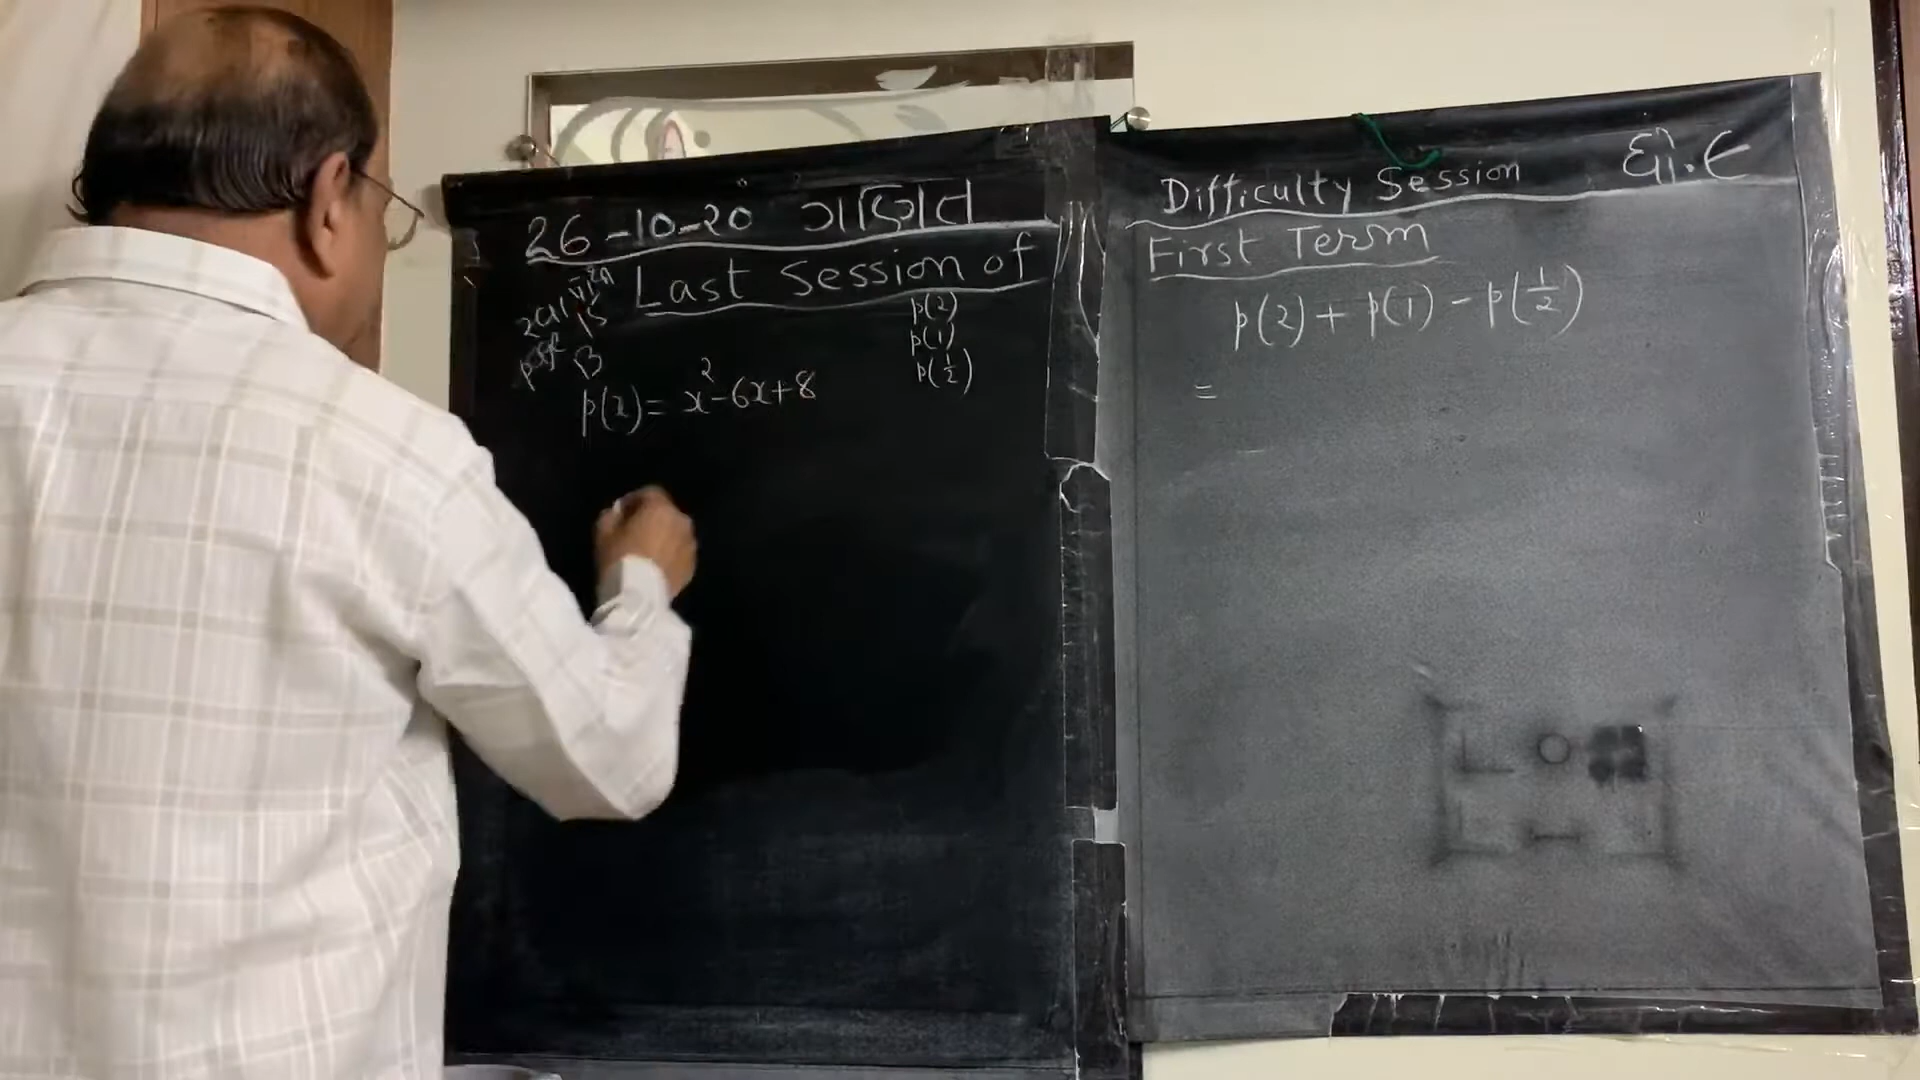 26-10-20 ગણિત
Last Session of
p(2)
p(1)
p(1/2)
B
p(x) = x²-6x+8
Difficulty Session ધો.૯
First Term
p(2) + p(1) - p(1/2)
=